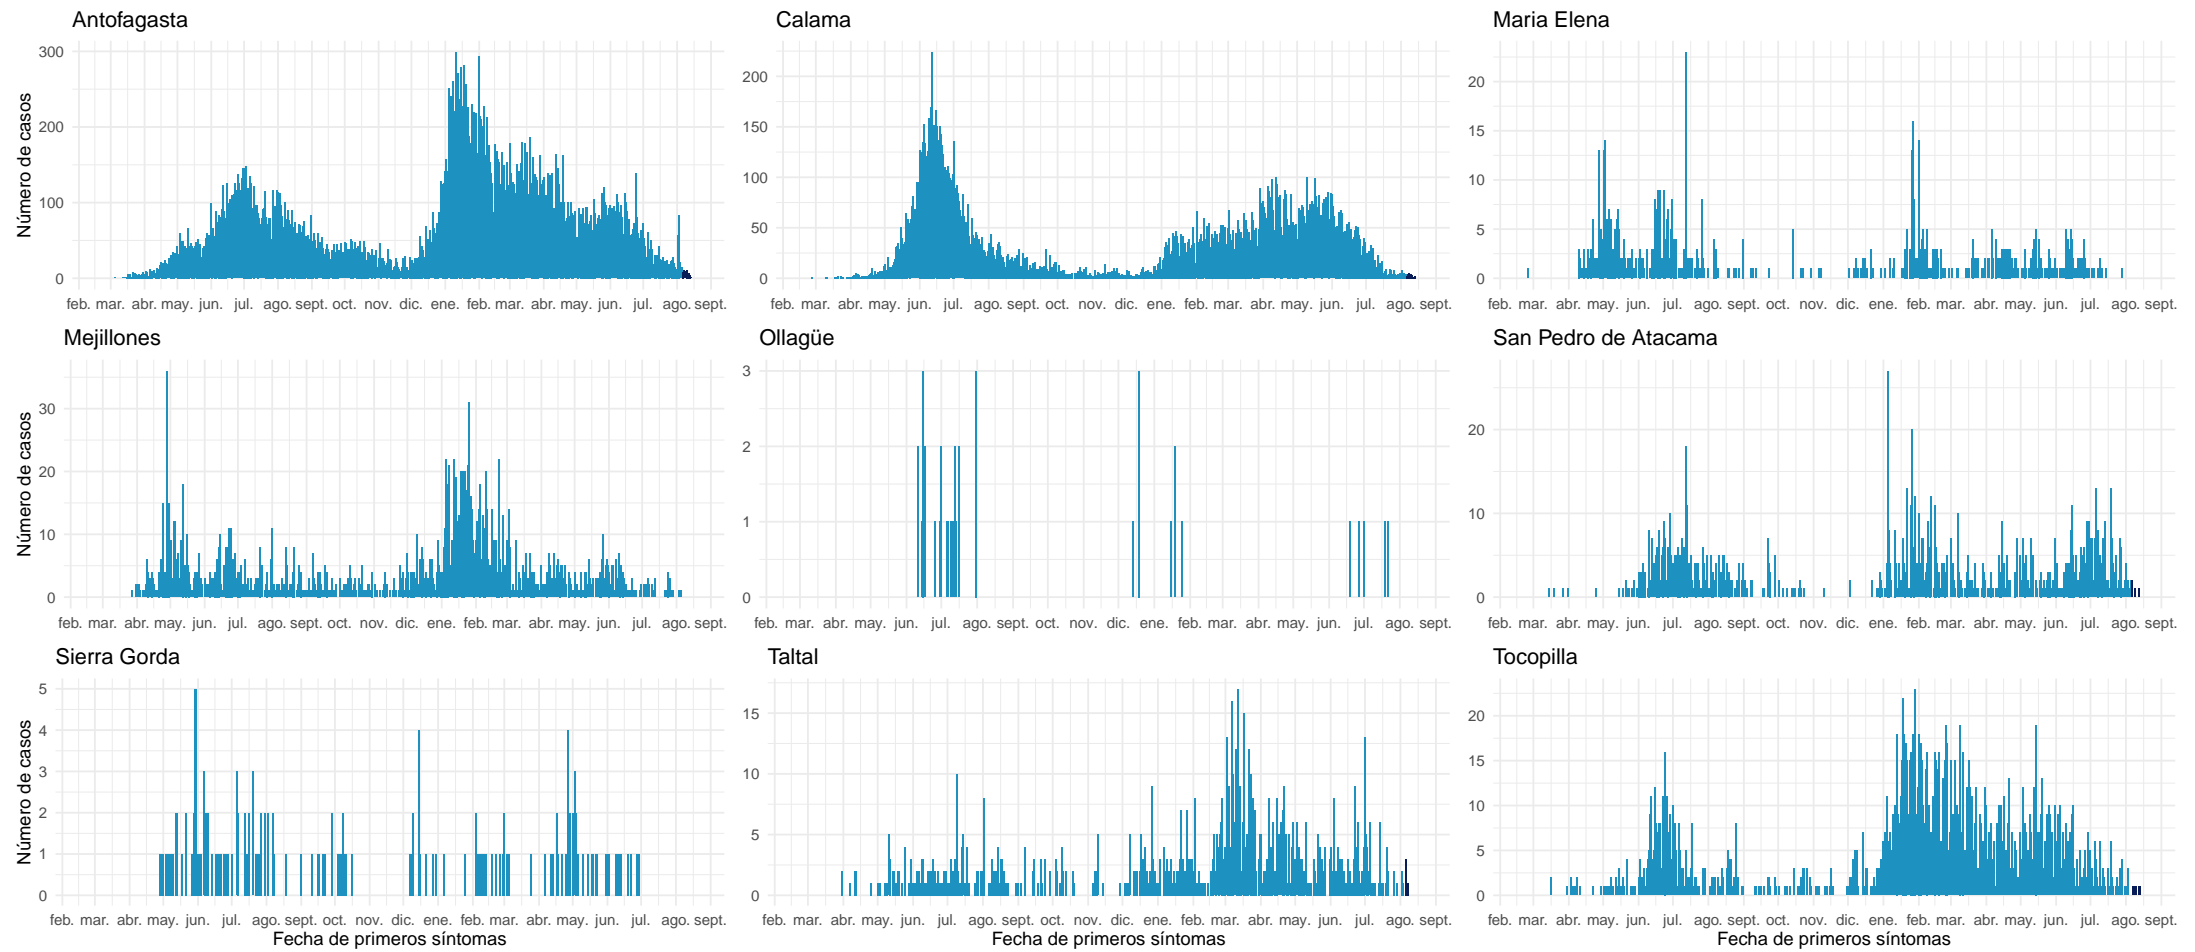 Antofagasta
Calama
Maria Elena
Número de casos
300
200
100
0
200
150
100
50
0
20
15
10
5
0
feb. mar. abr. may. jun. jul. ago. sept. oct. nov. dic. ene. feb. mar. abr. may. jun. jul. ago. sept.
feb. mar. abr. may. jun. jul. ago. sept. oct. nov. dic. ene. feb. mar. abr. may. jun. jul. ago. sept.
feb. mar. abr. may. jun. jul. ago. sept. oct. nov. dic. ene. feb. mar. abr. may. jun. jul. ago. sept.
Mejillones
Ollagüe
San Pedro de Atacama
Número de casos
30
20
10
0
3
2
1
0
20
10
0
feb. mar. abr. may. jun. jul. ago. sept. oct. nov. dic. ene. feb. mar. abr. may. jun. jul. ago. sept.
feb. mar. abr. may. jun. jul. ago. sept. oct. nov. dic. ene. feb. mar. abr. may. jun. jul. ago. sept.
feb. mar. abr. may. jun. jul. ago. sept. oct. nov. dic. ene. feb. mar. abr. may. jun. jul. ago. sept.
Sierra Gorda
Taltal
Tocopilla
Número de casos
5
4
3
2
1
0
15
10
5
0
20
15
10
5
0
feb. mar. abr. may. jun. jul. ago. sept. oct. nov. dic. ene. feb. mar. abr. may. jun. jul. ago. sept.
feb. mar. abr. may. jun. jul. ago. sept. oct. nov. dic. ene. feb. mar. abr. may. jun. jul. ago. sept.
feb. mar. abr. may. jun. jul. ago. sept. oct. nov. dic. ene. feb. mar. abr. may. jun. jul. ago. sept.
Fecha de primeros síntomas
Fecha de primeros síntomas
Fecha de primeros síntomas